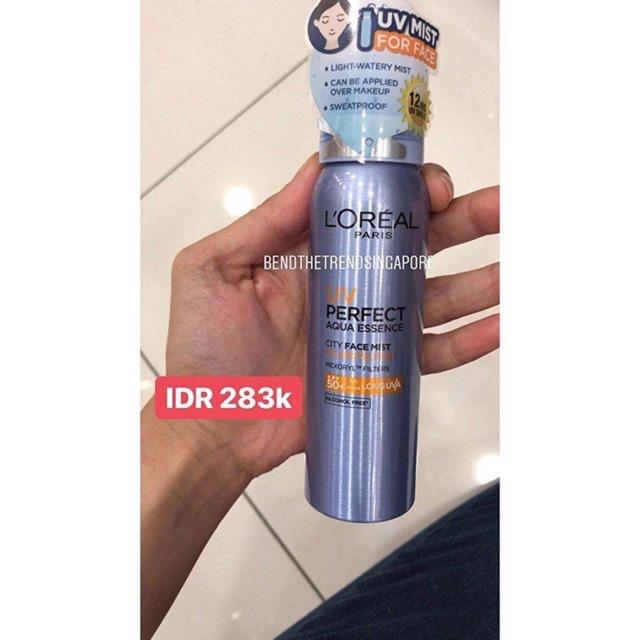 UV MIST
FOR FACE
LIGHT-WATERY MIST
CAN BE APPLIED
OVER MAKEUP
SWEATPROOF
12
L'ORÉAL
PARIS
BENDTHETRENDSINGAPORE
UV
PERFECT
AQUA ESSENCE
CITY FACE MIST
MEXORYL™ FILTERS
50+ LONG UVA
ALCOHOL FREE*
IDR 283k